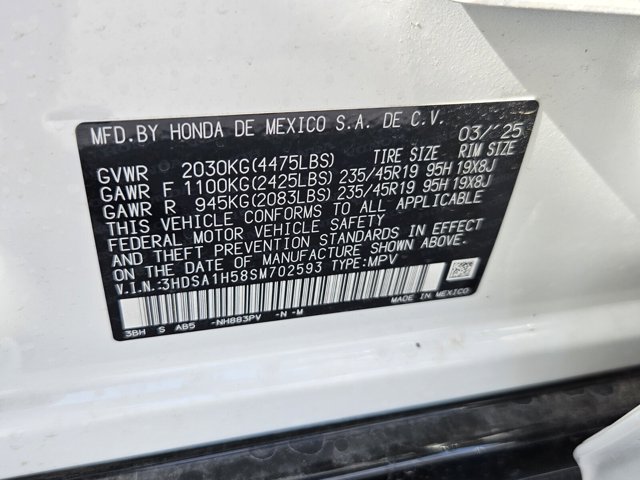 MFD.BY HONDA DE MEXICO S.A. DE C.V. 03/'25
GVWR 2030KG(4475LBS) TIRE SIZE RIM SIZE
GAWR F 1100KG(2425LBS) 235/45R19 95H 19X8J
GAWR R 945KG(2083LBS) 235/45R19 95H 19X8J
THIS VEHICLE CONFORMS TO ALL APPLICABLE
FEDERAL MOTOR VEHICLE SAFETY
AND THEFT PREVENTION STANDARDS IN EFFECT
ON THE DATE OF MANUFACTURE SHOWN ABOVE.
V.I.N.:3HDSA1H58SM702593 TYPE:MPV
MADE IN MEXICO
3BH S AB5 -NH883PV -N -M